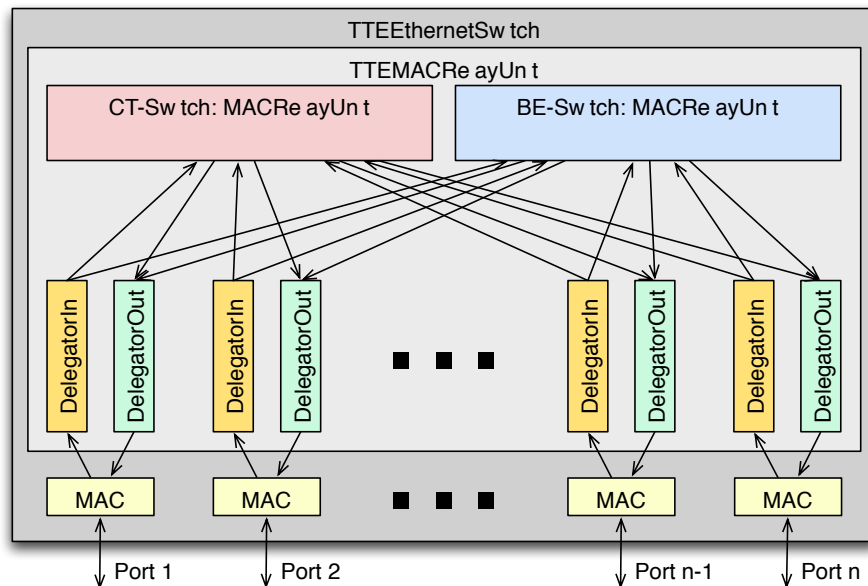 TTEEthernetSw tch
TTEMACRe ayUn t
CT-Sw tch: MACRe ayUn t
BE-Sw tch: MACRe ayUn t
DelegatorIn
DelegatorOut
DelegatorIn
DelegatorOut
DelegatorIn
DelegatorOut
DelegatorIn
DelegatorOut
MAC
MAC
MAC
MAC
Port 1
Port 2
Port n-1
Port n